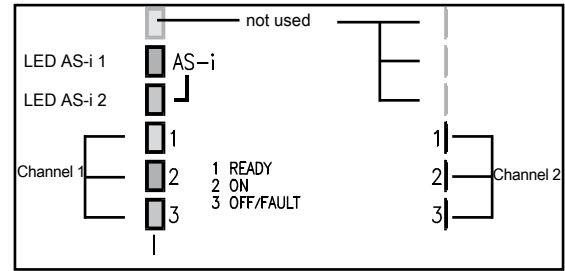 not used
LED AS-i 1
AS-i
LED AS-i 2
1
1
Channel 1
2
1 READY
2 ON
3 OFF/FAULT
2
Channel 2
3
3